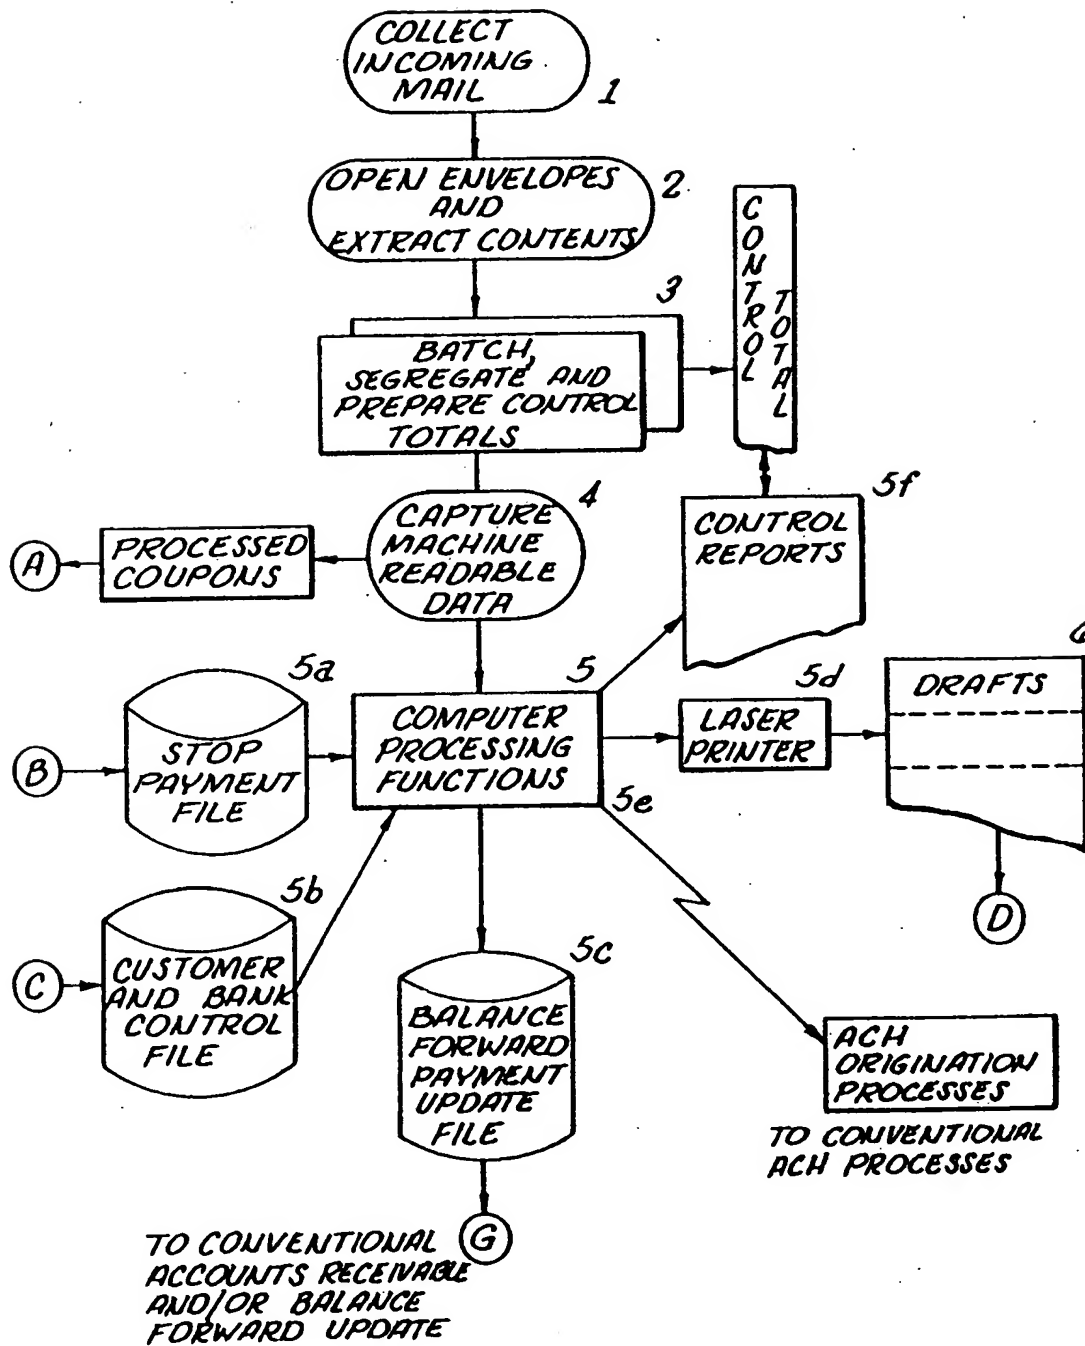 COLLECT
INCOMING
MAIL
1
OPEN ENVELOPES
AND
EXTRACT CONTENTS
2
3
BATCH,
SEGREGATE AND
PREPARE CONTROL
TOTALS
CONTROL
TOTAL
4
CAPTURE
MACHINE
READABLE
DATA
PROCESSED
COUPONS
A
5f
CONTROL
REPORTS
5a
STOP
PAYMENT
FILE
B
5
COMPUTER
PROCESSING
FUNCTIONS
5d
LASER
PRINTER
DRAFTS
D
5e
5b
CUSTOMER
AND BANK
CONTROL
FILE
C
5c
BALANCE
FORWARD
PAYMENT
UPDATE
FILE
G
ACH
ORIGINATION
PROCESSES
TO CONVENTIONAL
ACH PROCESSES
TO CONVENTIONAL
ACCOUNTS RECEIVABLE
AND/OR BALANCE
FORWARD UPDATE